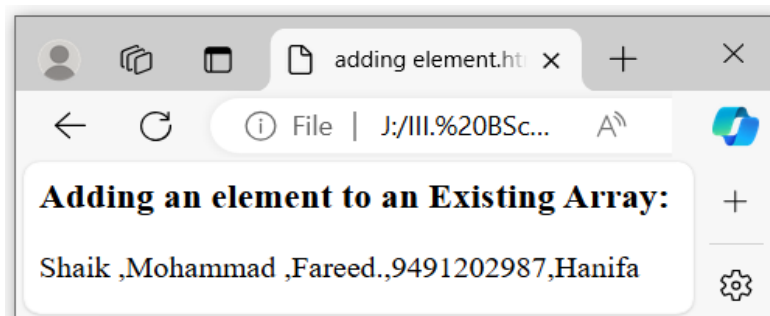 adding element.ht
File | J:/III.%20BSc...
Adding an element to an Existing Array:
Shaik ,Mohammad ,Fareed.,9491202987,Hanifa